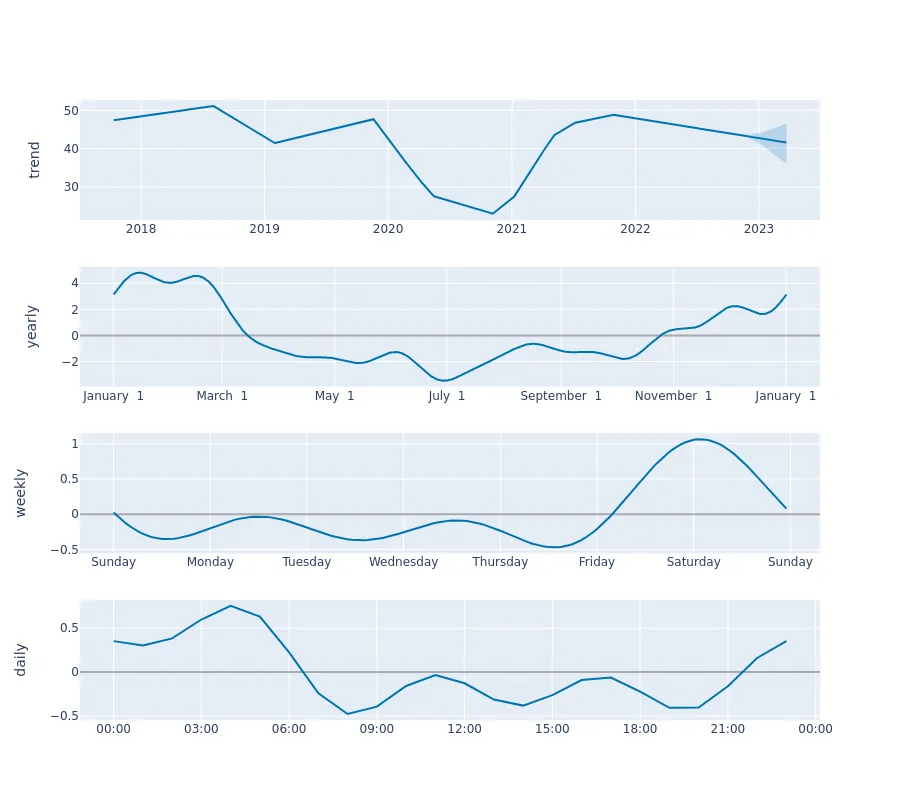 trend
50
40
30
2018 2019 2020 2021 2022 2023
yearly
4
2
0
−2
January 1 March 1 May 1 July 1 September 1 November 1 January 1
weekly
1
0.5
0
−0.5
Sunday Monday Tuesday Wednesday Thursday Friday Saturday Sunday
daily
0.5
0
−0.5
00:00 03:00 06:00 09:00 12:00 15:00 18:00 21:00 00:00